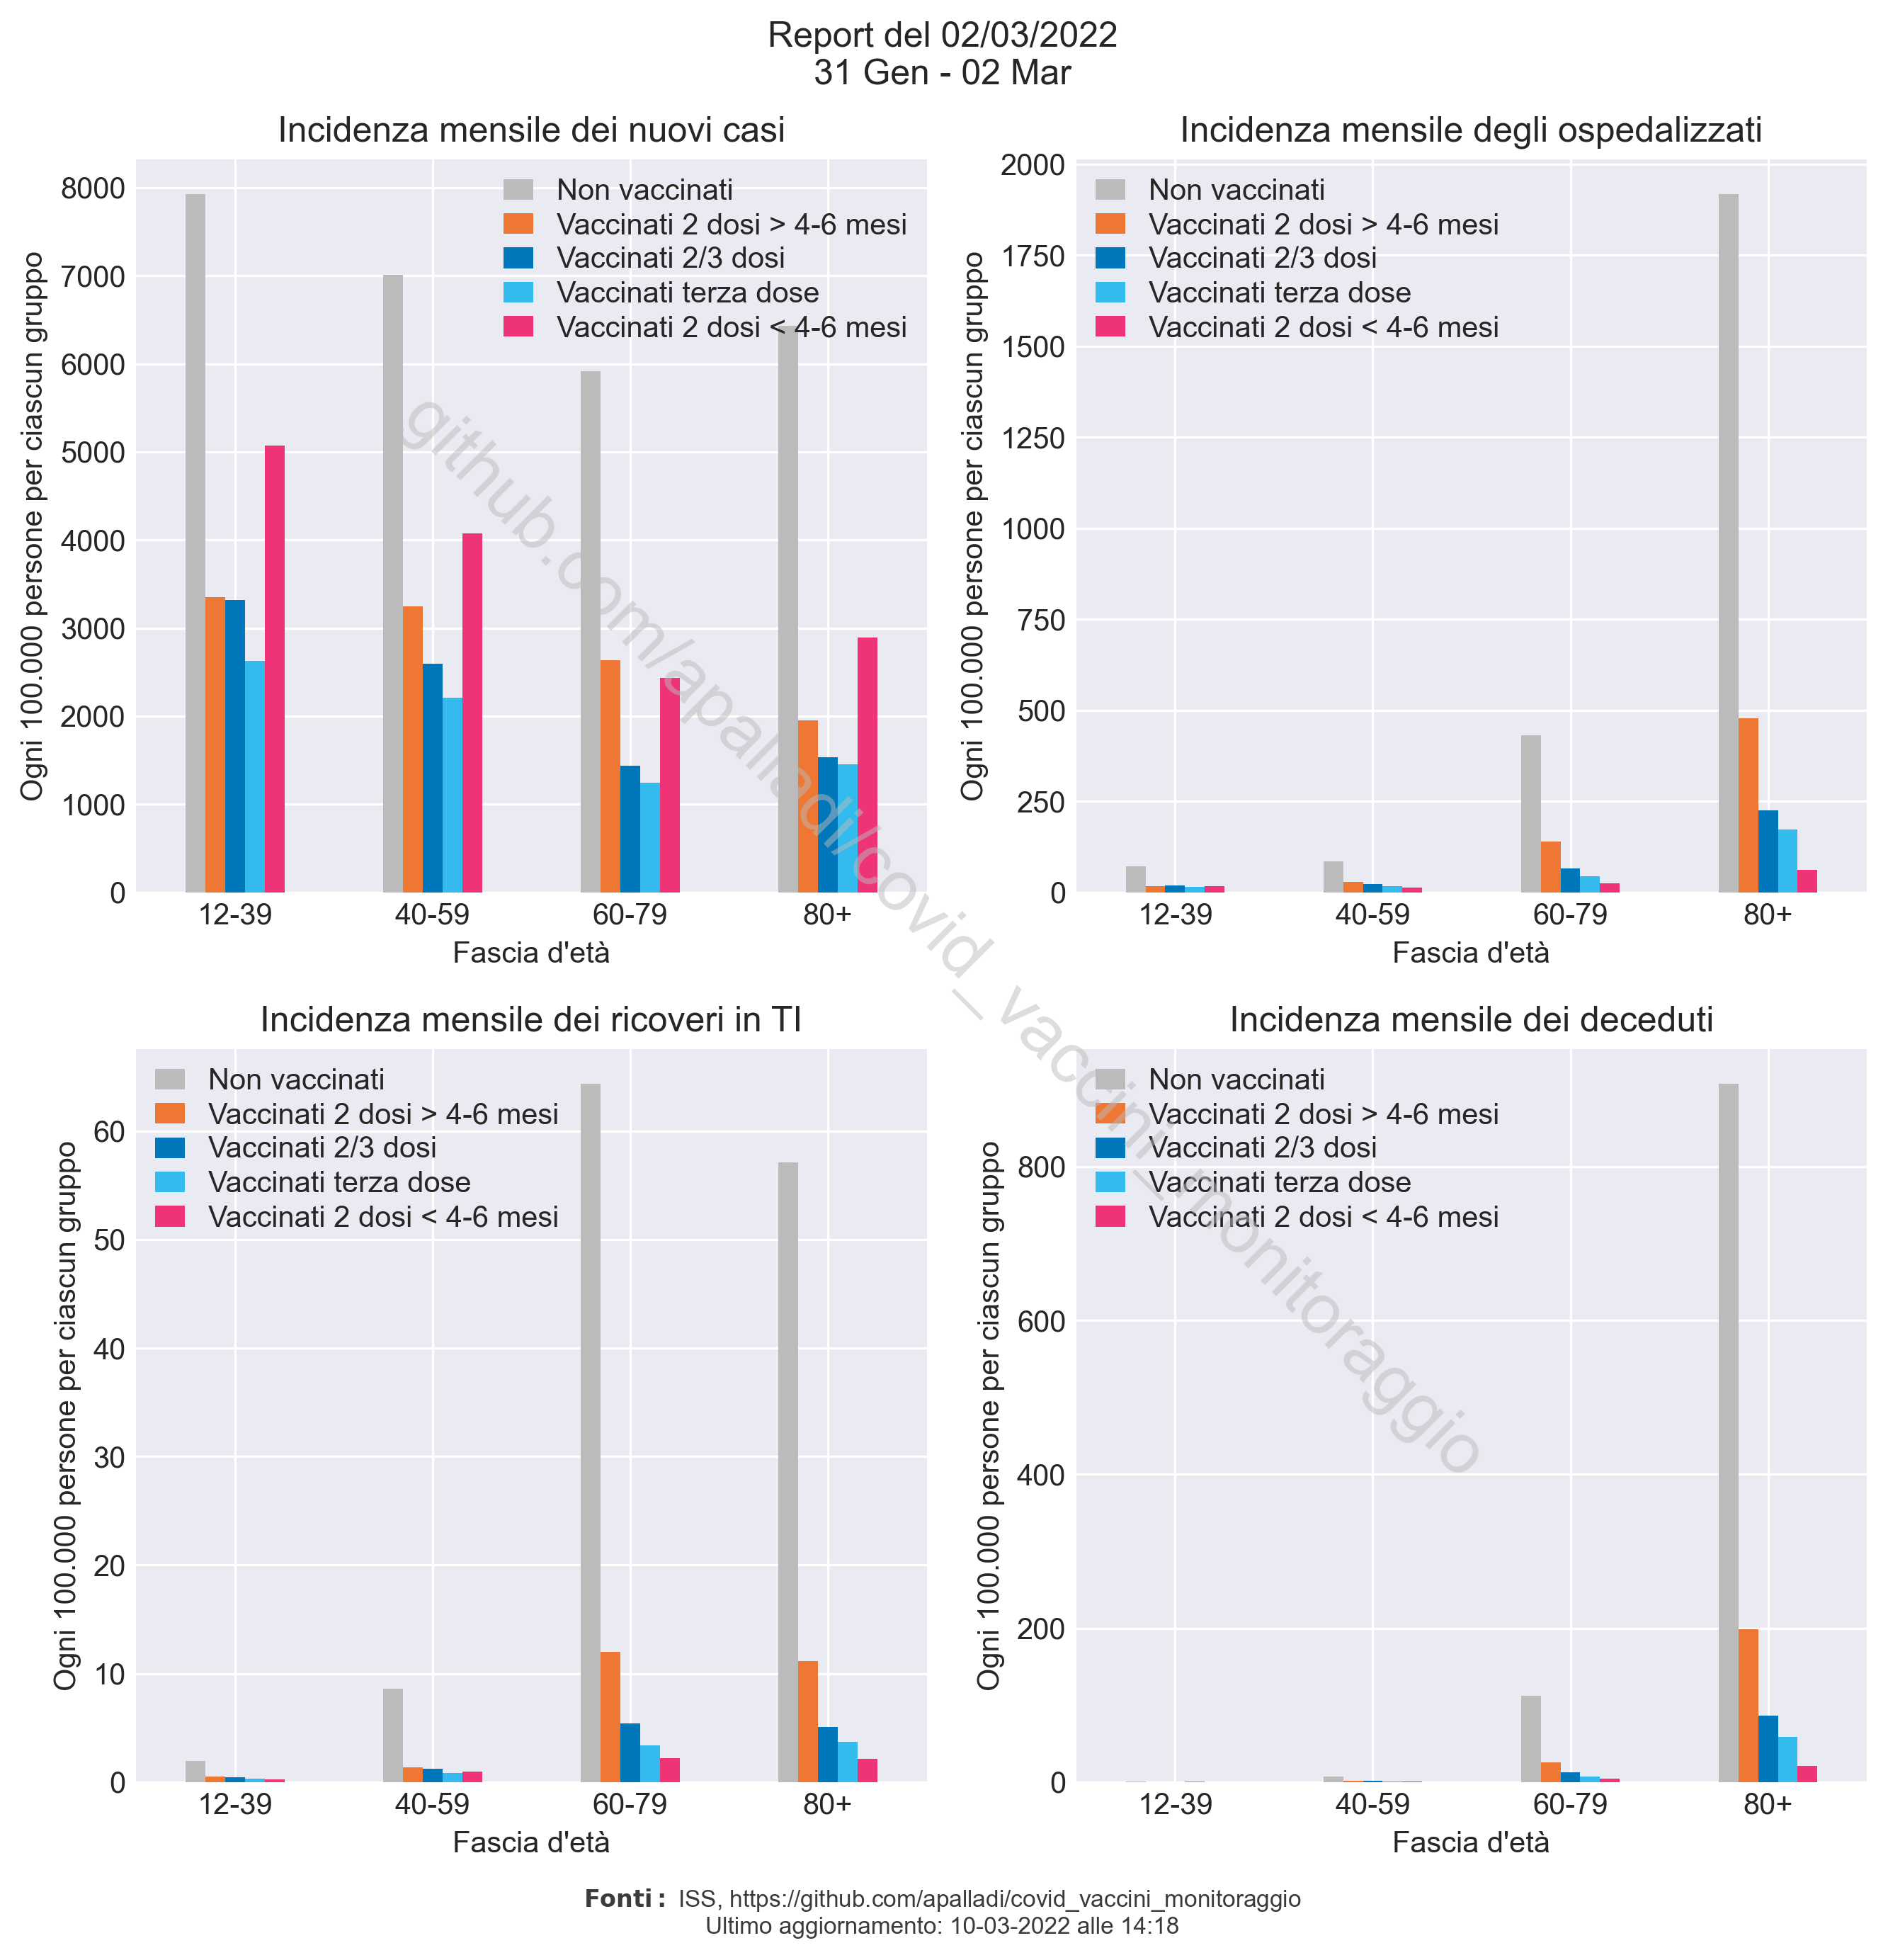 Report del 02/03/2022
31 Gen - 02 Mar
Incidenza mensile dei nuovi casi
Ogni 100.000 persone per ciascun gruppo
8000
7000
6000
5000
4000
3000
2000
1000
0
Non vaccinati
Vaccinati 2 dosi > 4-6 mesi
Vaccinati 2/3 dosi
Vaccinati terza dose
Vaccinati 2 dosi < 4-6 mesi
12-39 40-59 60-79 80+
Fascia d'età
Incidenza mensile degli ospedalizzati
Ogni 100.000 persone per ciascun gruppo
2000
1750
1500
1250
1000
750
500
250
0
Non vaccinati
Vaccinati 2 dosi > 4-6 mesi
Vaccinati 2/3 dosi
Vaccinati terza dose
Vaccinati 2 dosi < 4-6 mesi
12-39 40-59 60-79 80+
Fascia d'età
github.com/apalladi/covid_vaccini_monitoraggio
Incidenza mensile dei ricoveri in TI
Ogni 100.000 persone per ciascun gruppo
60
50
40
30
20
10
0
Non vaccinati
Vaccinati 2 dosi > 4-6 mesi
Vaccinati 2/3 dosi
Vaccinati terza dose
Vaccinati 2 dosi < 4-6 mesi
12-39 40-59 60-79 80+
Fascia d'età
Incidenza mensile dei deceduti
Ogni 100.000 persone per ciascun gruppo
800
600
400
200
0
Non vaccinati
Vaccinati 2 dosi > 4-6 mesi
Vaccinati 2/3 dosi
Vaccinati terza dose
Vaccinati 2 dosi < 4-6 mesi
12-39 40-59 60-79 80+
Fascia d'età
Fonti: ISS, https://github.com/apalladi/covid_vaccini_monitoraggio
Ultimo aggiornamento: 10-03-2022 alle 14:18